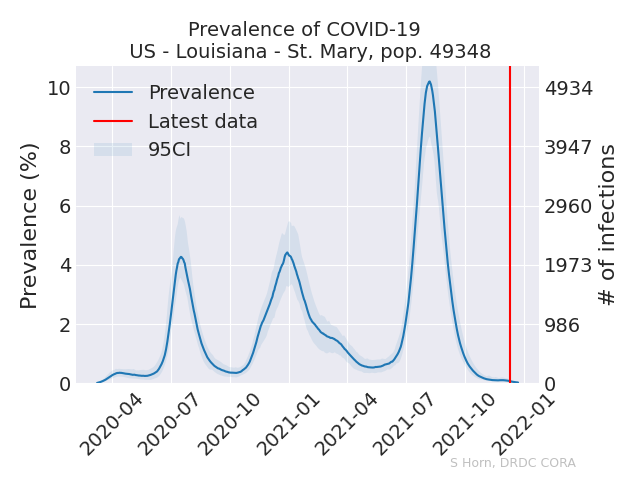 Prevalence of COVID-19
US - Louisiana - St. Mary, pop. 49348
Prevalence
Latest data
95CI
Prevalence (%)
10
8
6
4
2
0
4934
3947
2960
1973
986
0
# of infections
2020-04
2020-07
2020-10
2021-01
2021-04
2021-07
2021-10
2022-01
S Horn, DRDC CORA